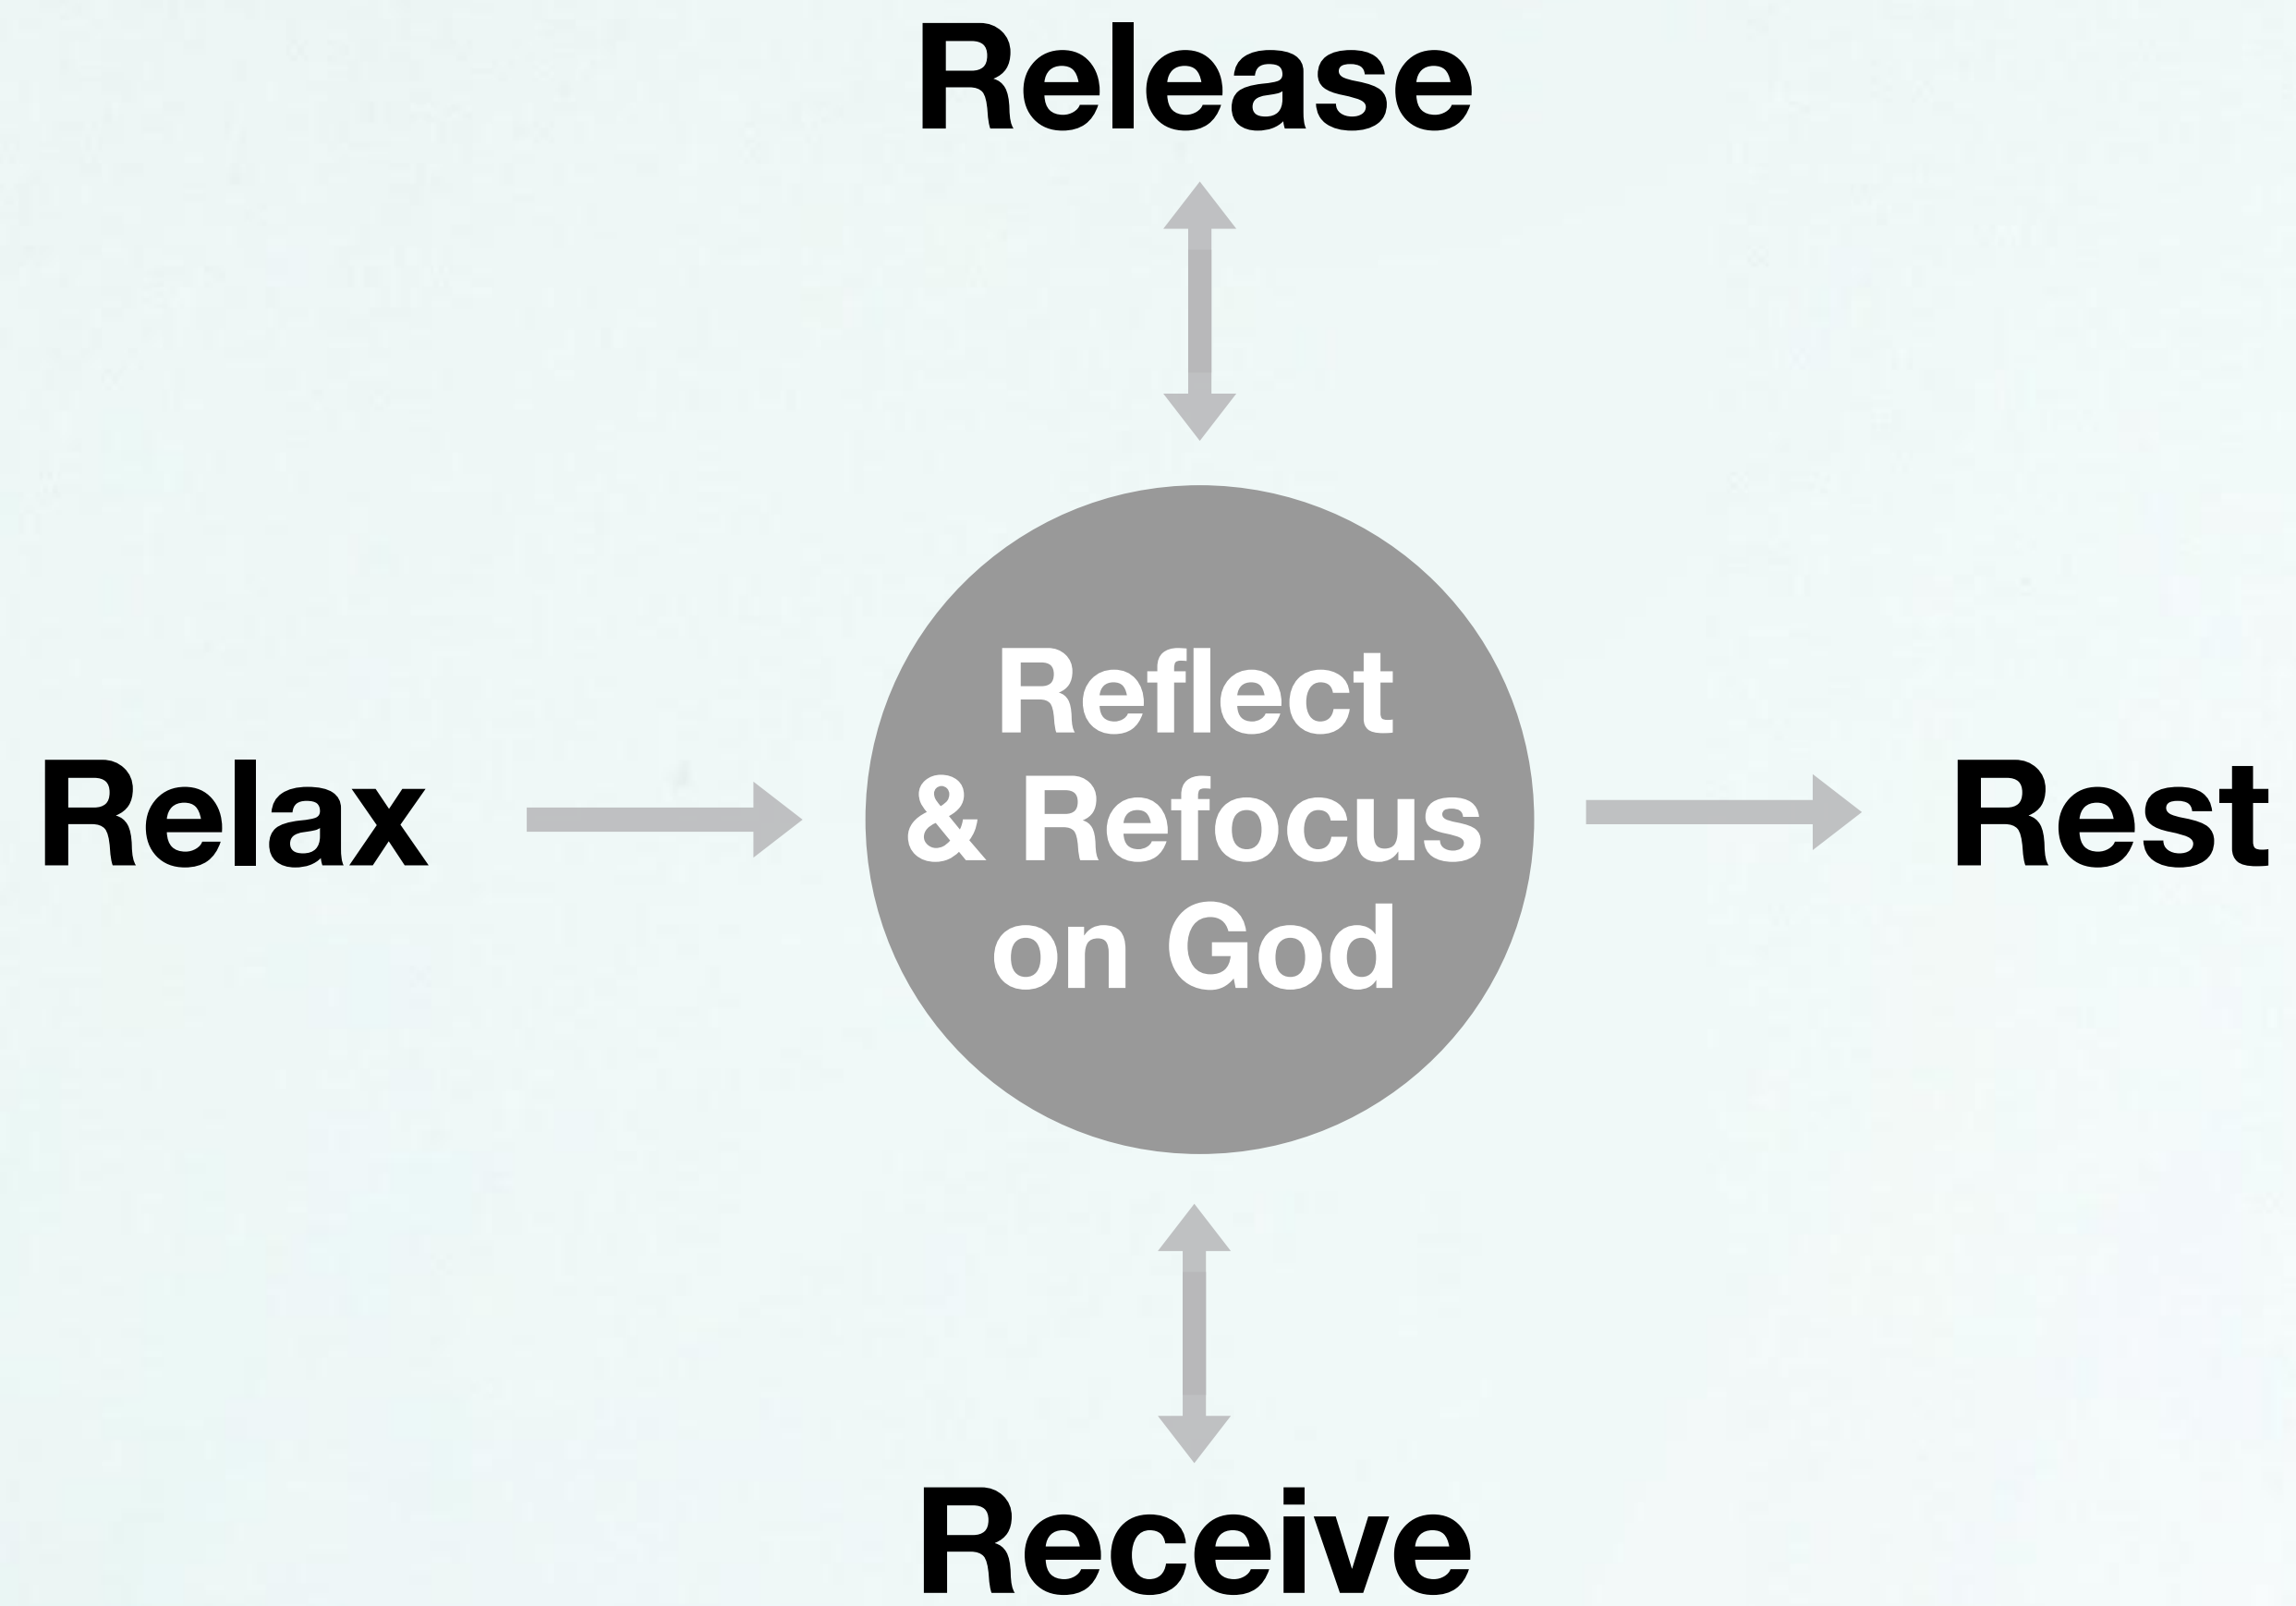 Release
Reflect
& Refocus
on God
Relax
Rest
Receive